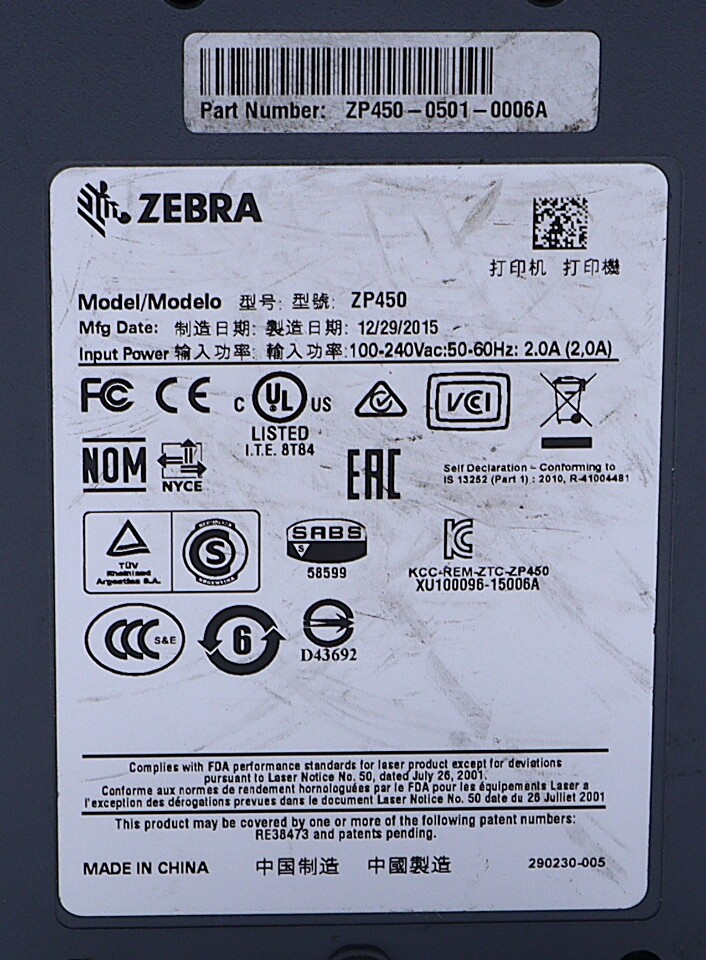 Part Number: ZP450-0501-0006A
ZEBRA
打印机 打印機
Model/Modelo 型号: 型號: ZP450
Mfg Date: 制造日期: 製造日期: 12/29/2015
Input Power 输入功率: 輸入功率:100-240Vac:50-60Hz: 2.0A (2,0A)
FC CE C UL US VCI
LISTED
I.T.E. 8T84
NOM NYCE EAC
Self Declaration - Conforming to
IS 13252 (Part 1) : 2010, R-41004481
TÜV
Rheinland
Argentina S.A.
S
ARGENTINA
SABS
58599
KCC-REM-ZTC-ZP450
XU100096-15006A
CCC S&E
6
D43692
Complies with FDA performance standards for laser product except for deviations
pursuant to Laser Notice No. 50, dated July 26, 2001.
Conforme aux normes de rendement homologuées par le FDA pour les équipements Laser a
l'exception des dérogations prevues dans le document Laser Notice No. 50 date du 26 Julliet 2001
This product may be covered by one or more of the following patent numbers:
RE38473 and patents pending.
MADE IN CHINA 中国制造 中國製造 290230-005